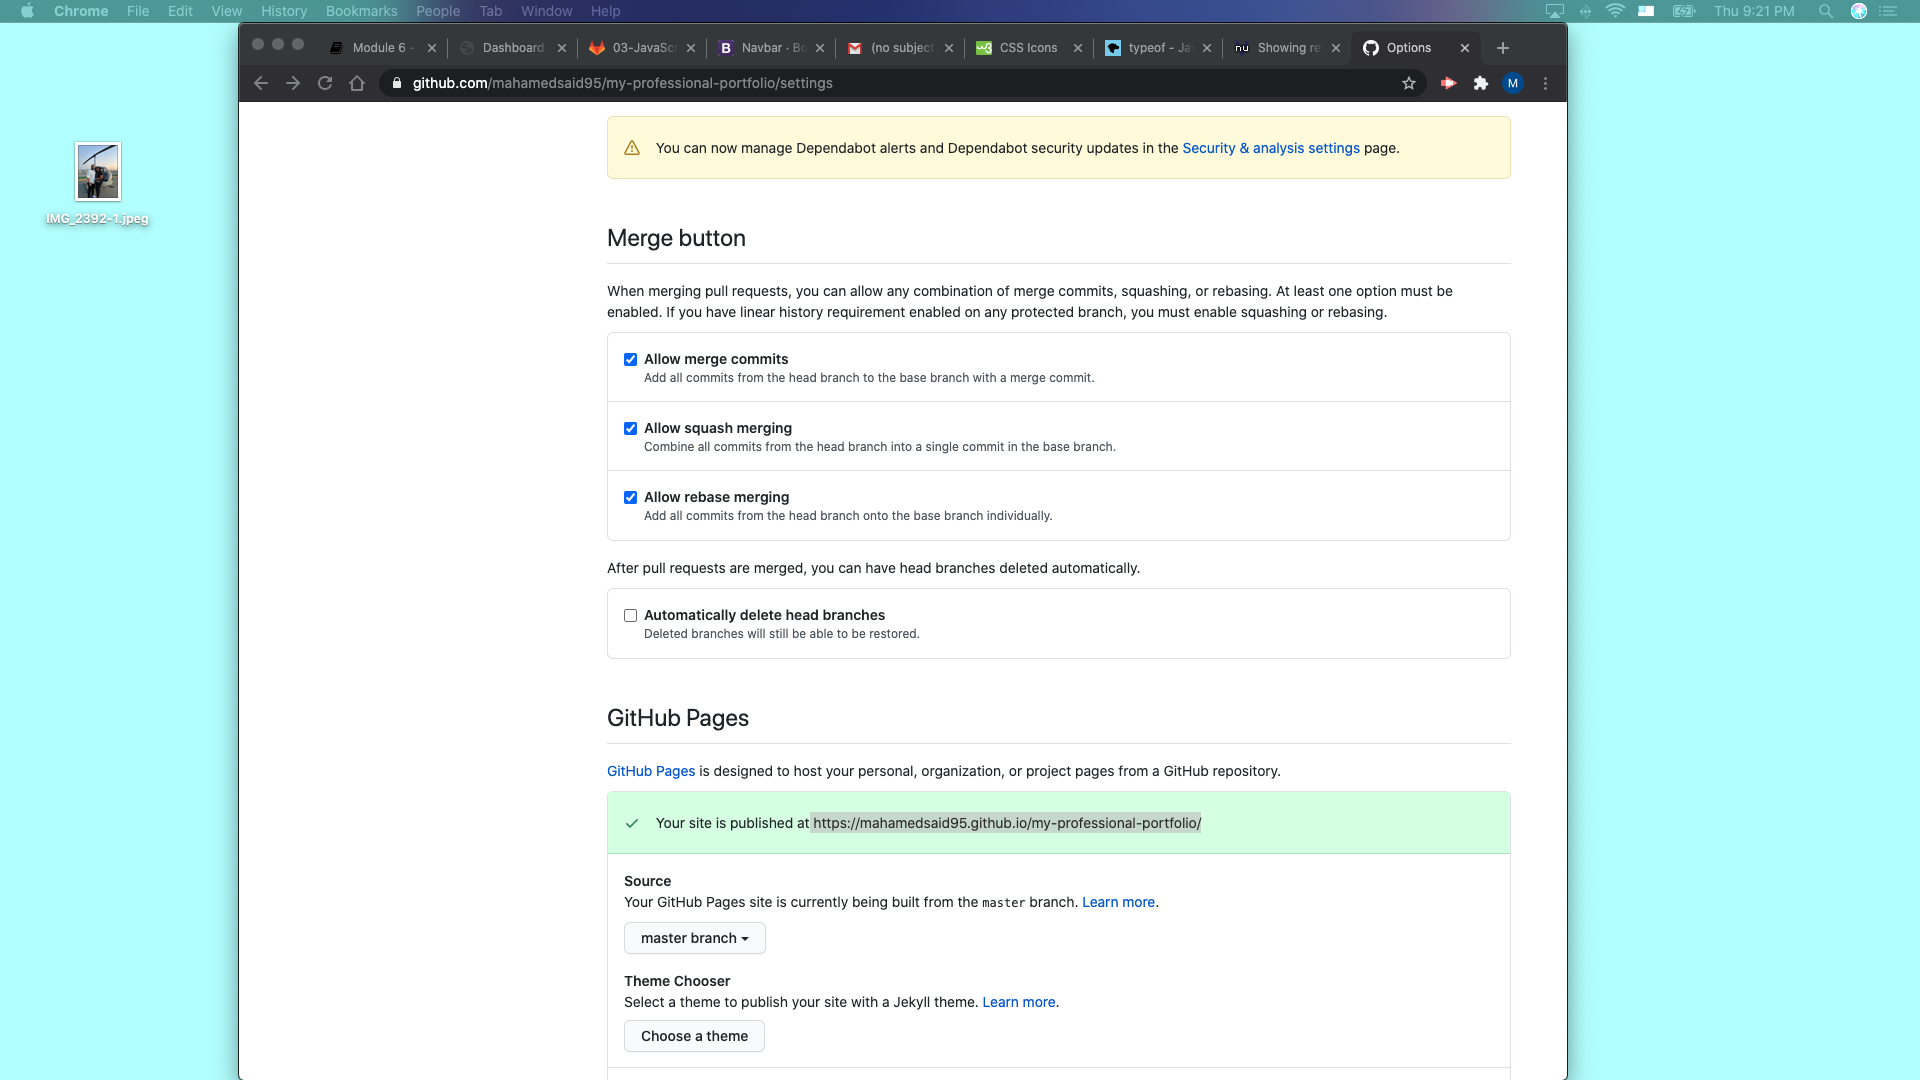 Chrome File Edit View History Bookmarks People Tab Window Help Thu 9:21 PM
Module 6 - Dashboard 03-JavaSc Navbar · Bo (no subject CSS Icons typeof - Ja Showing re Options
github.com/mahamedsaid95/my-professional-portfolio/settings M
You can now manage Dependabot alerts and Dependabot security updates in the Security & analysis settings page.
IMG_2392-1.jpeg
Merge button
When merging pull requests, you can allow any combination of merge commits, squashing, or rebasing. At least one option must be
enabled. If you have linear history requirement enabled on any protected branch, you must enable squashing or rebasing.
Allow merge commits
Add all commits from the head branch to the base branch with a merge commit.
Allow squash merging
Combine all commits from the head branch into a single commit in the base branch.
Allow rebase merging
Add all commits from the head branch onto the base branch individually.
After pull requests are merged, you can have head branches deleted automatically.
Automatically delete head branches
Deleted branches will still be able to be restored.
GitHub Pages
GitHub Pages is designed to host your personal, organization, or project pages from a GitHub repository.
Your site is published at https://mahamedsaid95.github.io/my-professional-portfolio/
Source
Your GitHub Pages site is currently being built from the master branch. Learn more.
master branch
Theme Chooser
Select a theme to publish your site with a Jekyll theme. Learn more.
Choose a theme